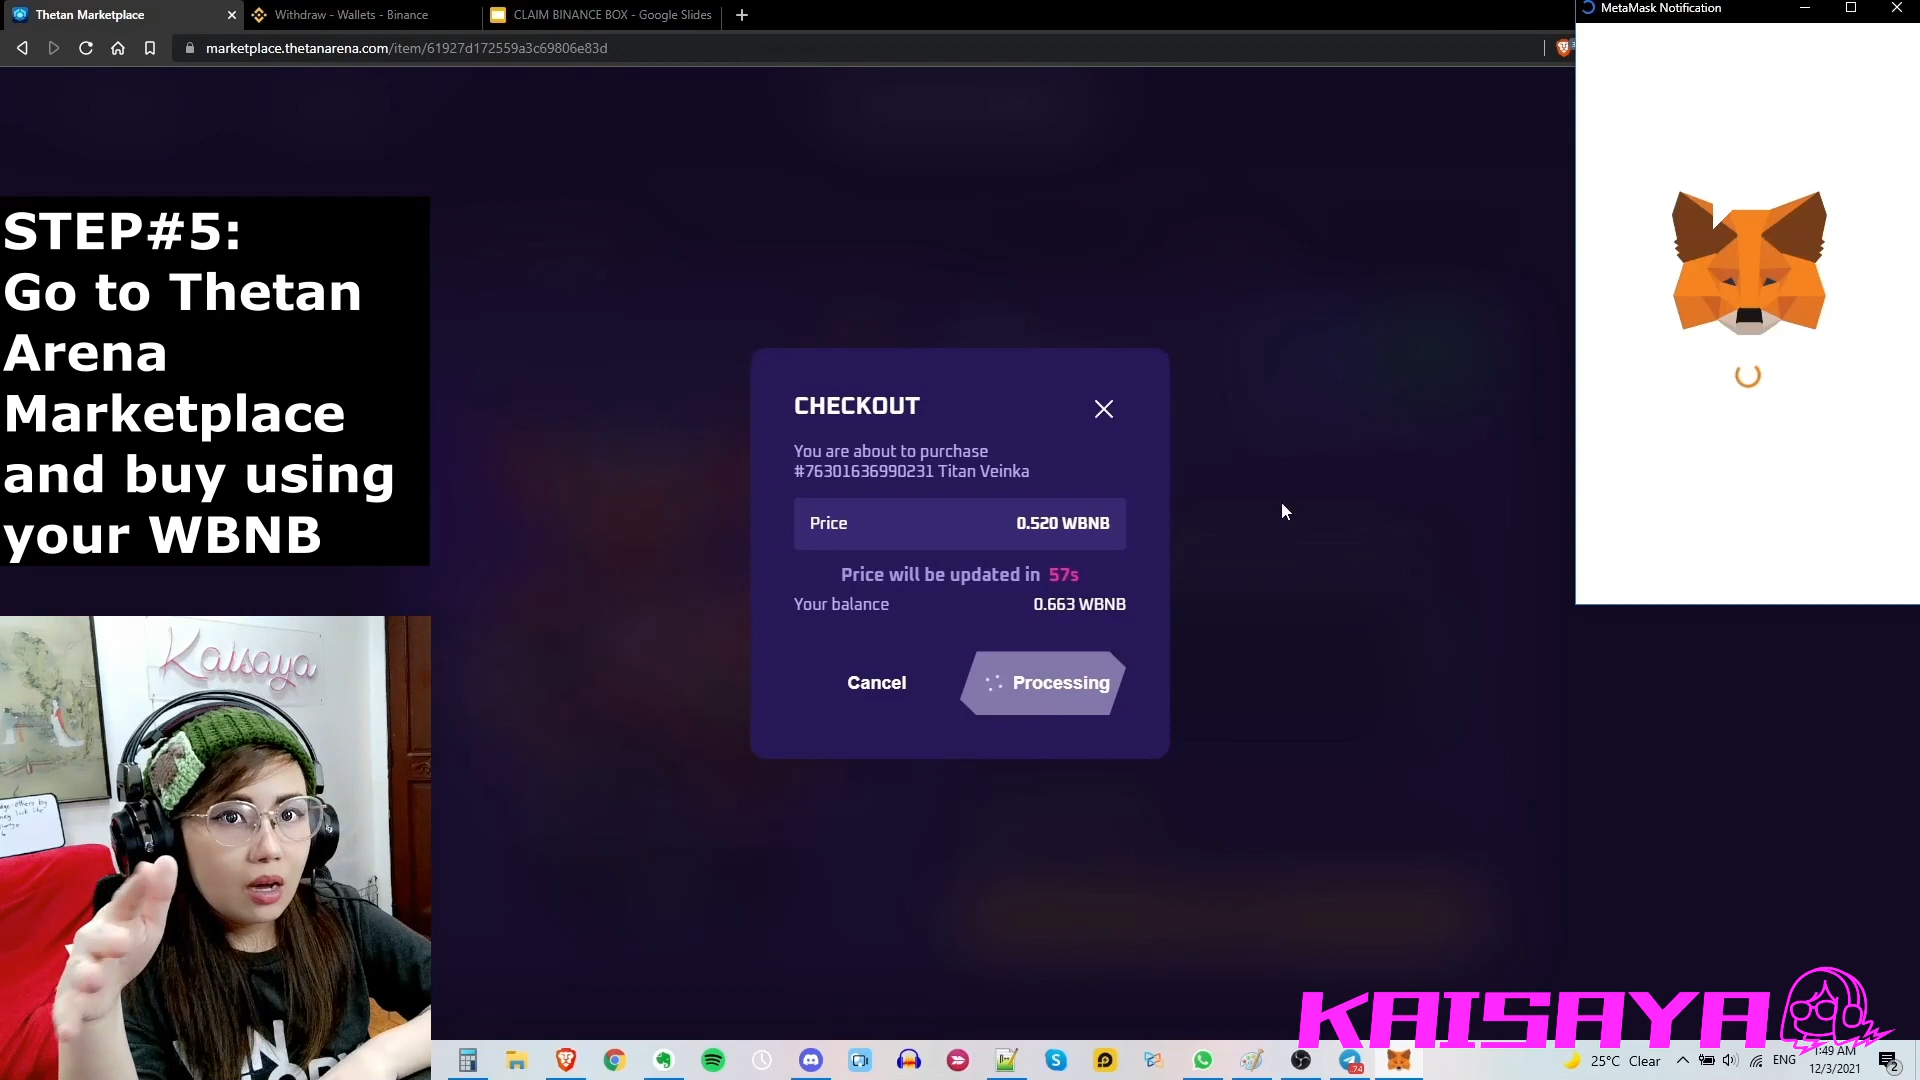 Thetan Marketplace
Withdraw - Wallets - Binance
CLAIM BINANCE BOX - Google Slides
MetaMask Notification
marketplace.thetanarena.com/item/61927d172559a3c69806e83d
STEP#5:
Go to Thetan
Arena
Marketplace
and buy using
your WBNB
CHECKOUT
You are about to purchase
#76301636990231 Titan Veinka
Price 0.520 WBNB
Price will be updated in 57s
Your balance 0.663 WBNB
Cancel
Processing
Kaisaya
KAISAYA
25°C Clear
ENG
1:49 AM
12/3/2021
2
74